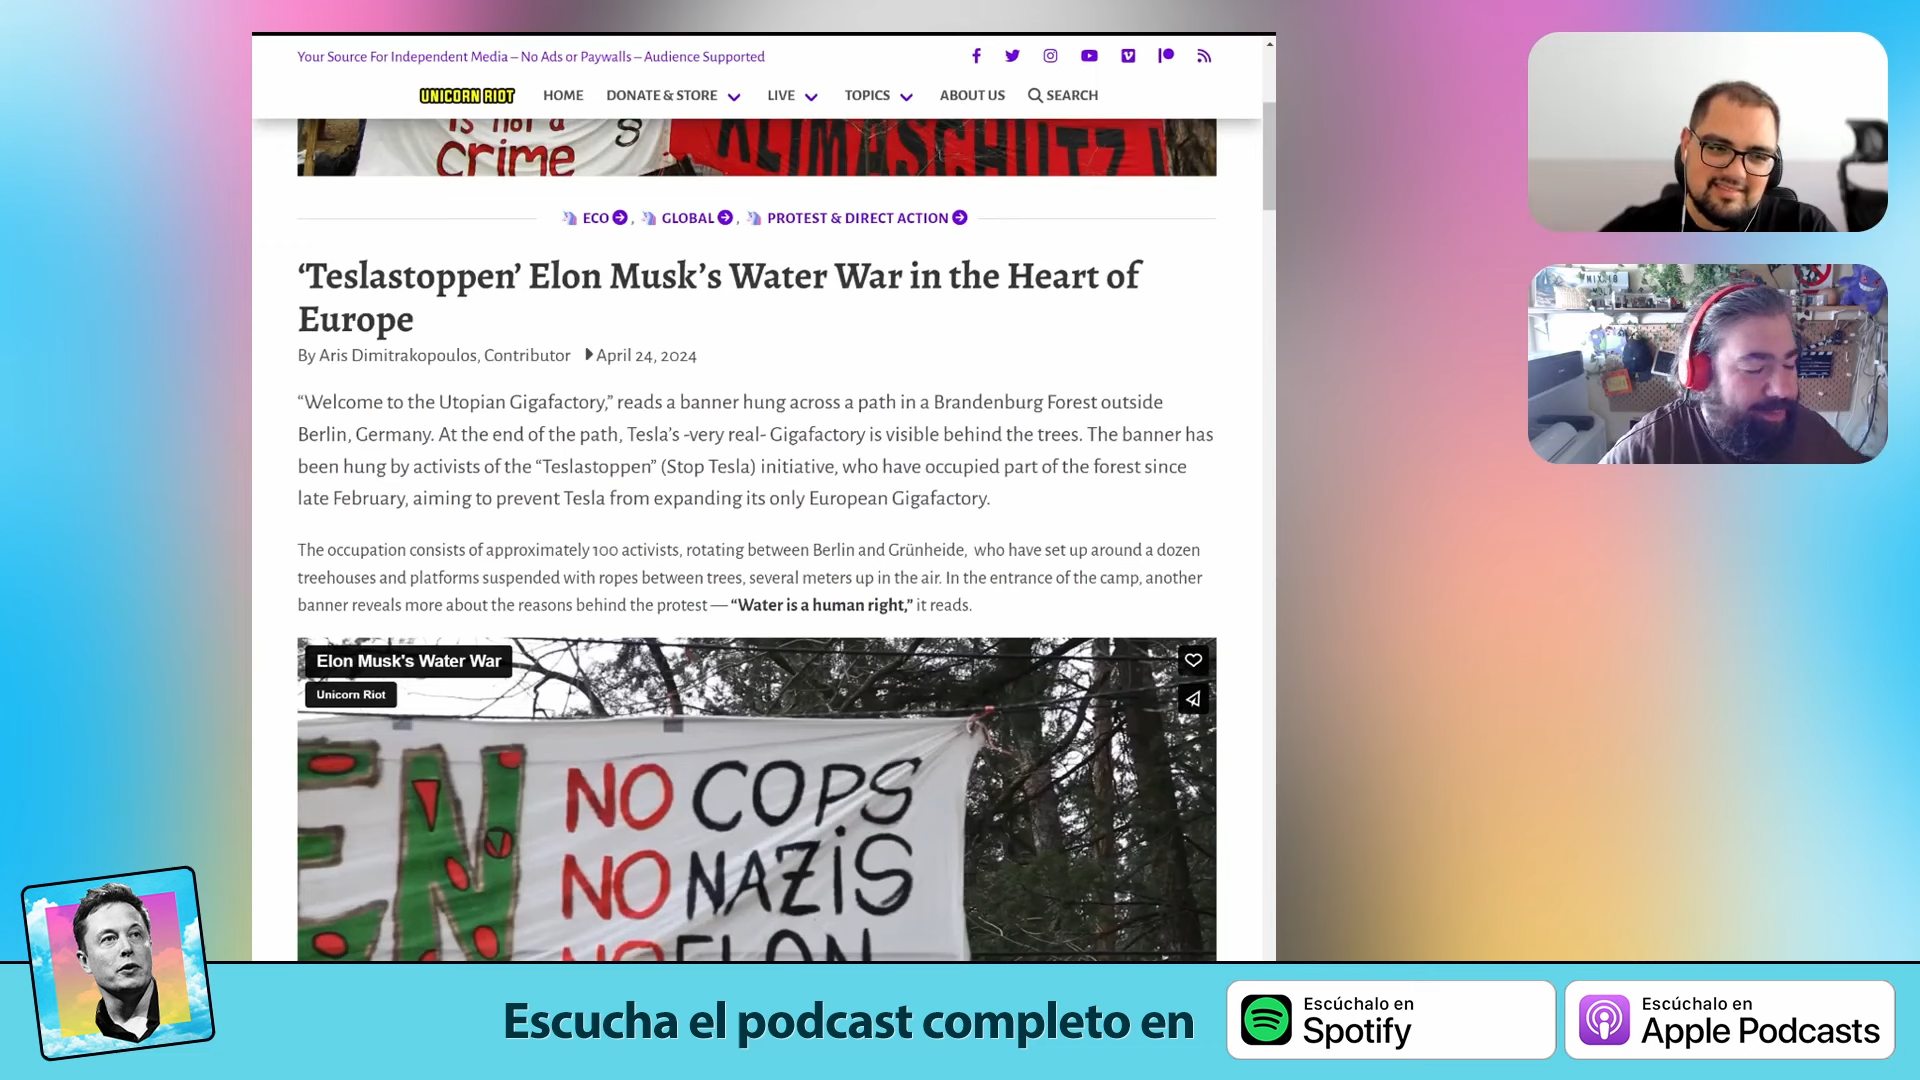 Your Source For Independent Media – No Ads or Paywalls – Audience Supported
UNICORN RIOT HOME DONATE & STORE LIVE TOPICS ABOUT US SEARCH
is not a §
crime KLIMASCHUTZ!
ECO , GLOBAL , PROTEST & DIRECT ACTION
‘Teslastoppen’ Elon Musk’s Water War in the Heart of
Europe
By Aris Dimitrakopoulos, Contributor April 24, 2024
“Welcome to the Utopian Gigafactory,” reads a banner hung across a path in a Brandenburg Forest outside
Berlin, Germany. At the end of the path, Tesla’s -very real- Gigafactory is visible behind the trees. The banner has
been hung by activists of the “Teslastoppen” (Stop Tesla) initiative, who have occupied part of the forest since
late February, aiming to prevent Tesla from expanding its only European Gigafactory.
The occupation consists of approximately 100 activists, rotating between Berlin and Grünheide, who have set up around a dozen
treehouses and platforms suspended with ropes between trees, several meters up in the air. In the entrance of the camp, another
banner reveals more about the reasons behind the protest — “Water is a human right,” it reads.
Elon Musk's Water War
Unicorn Riot
EN
NO COPS
NO NAZiS
NO ELON
Escucha el podcast completo en
Escúchalo en
Spotify
Escúchalo en
Apple Podcasts